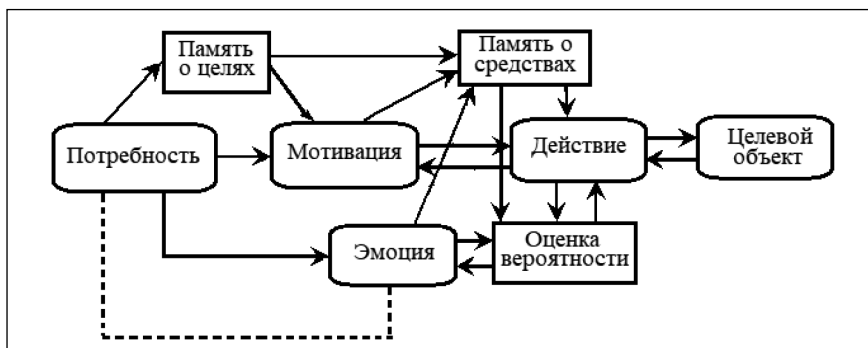 Память
о целях
Память о
средствах
Потребность
Мотивация
Действие
Целевой
объект
Эмоция
Оценка
вероятности